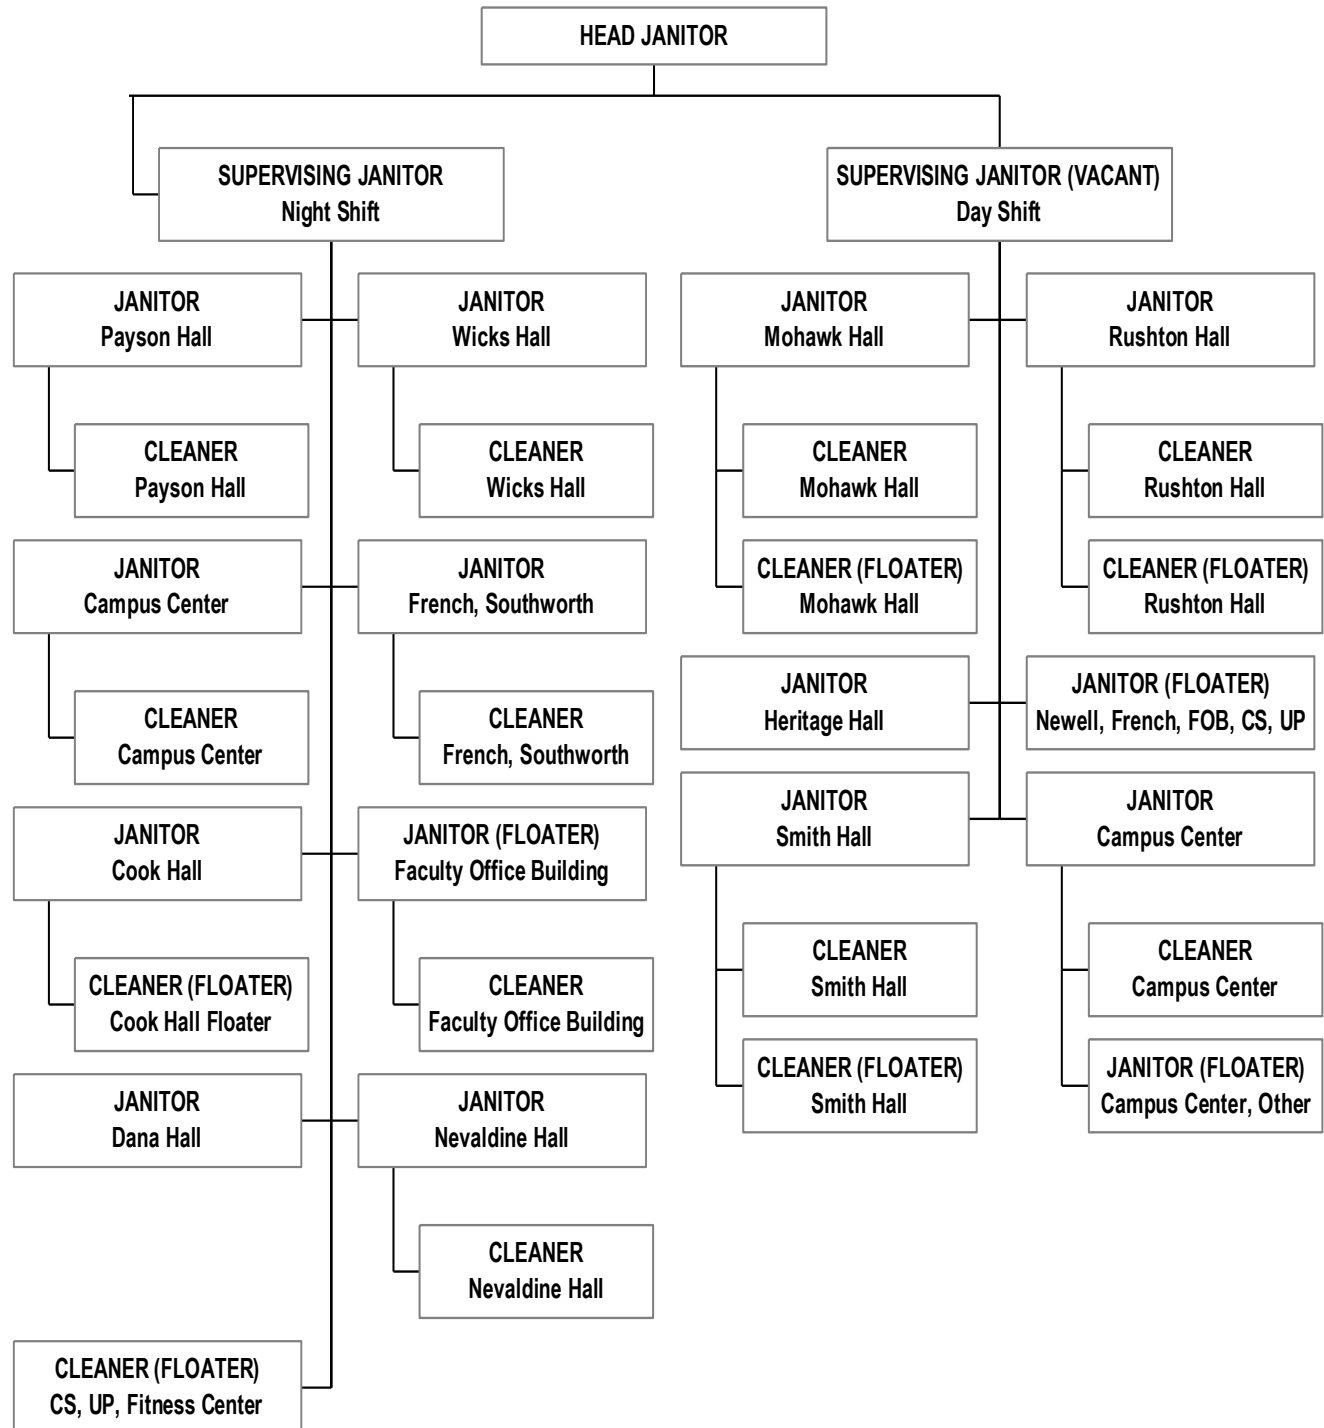 HEAD JANITOR
SUPERVISING JANITOR
Night Shift
SUPERVISING JANITOR (VACANT)
Day Shift
JANITOR
Payson Hall
JANITOR
Wicks Hall
CLEANER
Payson Hall
CLEANER
Wicks Hall
JANITOR
Campus Center
JANITOR
French, Southworth
CLEANER
Campus Center
CLEANER
French, Southworth
JANITOR
Cook Hall
JANITOR (FLOATER)
Faculty Office Building
CLEANER (FLOATER)
Cook Hall Floater
CLEANER
Faculty Office Building
JANITOR
Dana Hall
JANITOR
Nevaldine Hall
CLEANER
Nevaldine Hall
CLEANER (FLOATER)
CS, UP, Fitness Center
JANITOR
Mohawk Hall
JANITOR
Rushton Hall
CLEANER
Mohawk Hall
CLEANER
Rushton Hall
CLEANER (FLOATER)
Mohawk Hall
CLEANER (FLOATER)
Rushton Hall
JANITOR
Heritage Hall
JANITOR (FLOATER)
Newell, French, FOB, CS, UP
JANITOR
Smith Hall
JANITOR
Campus Center
CLEANER
Smith Hall
CLEANER
Campus Center
CLEANER (FLOATER)
Smith Hall
JANITOR (FLOATER)
Campus Center, Other